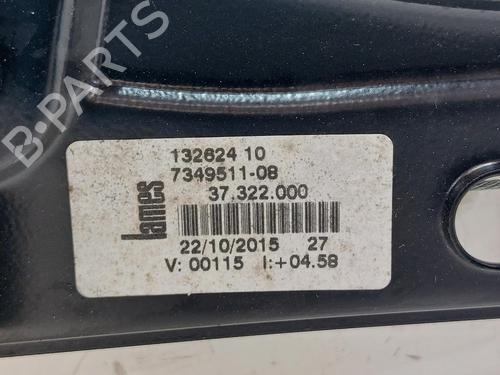 B-PARTS
lames
132624 10
7349511-08
37,322.000
22/10/2015 27
V: 00115 I:+04.58